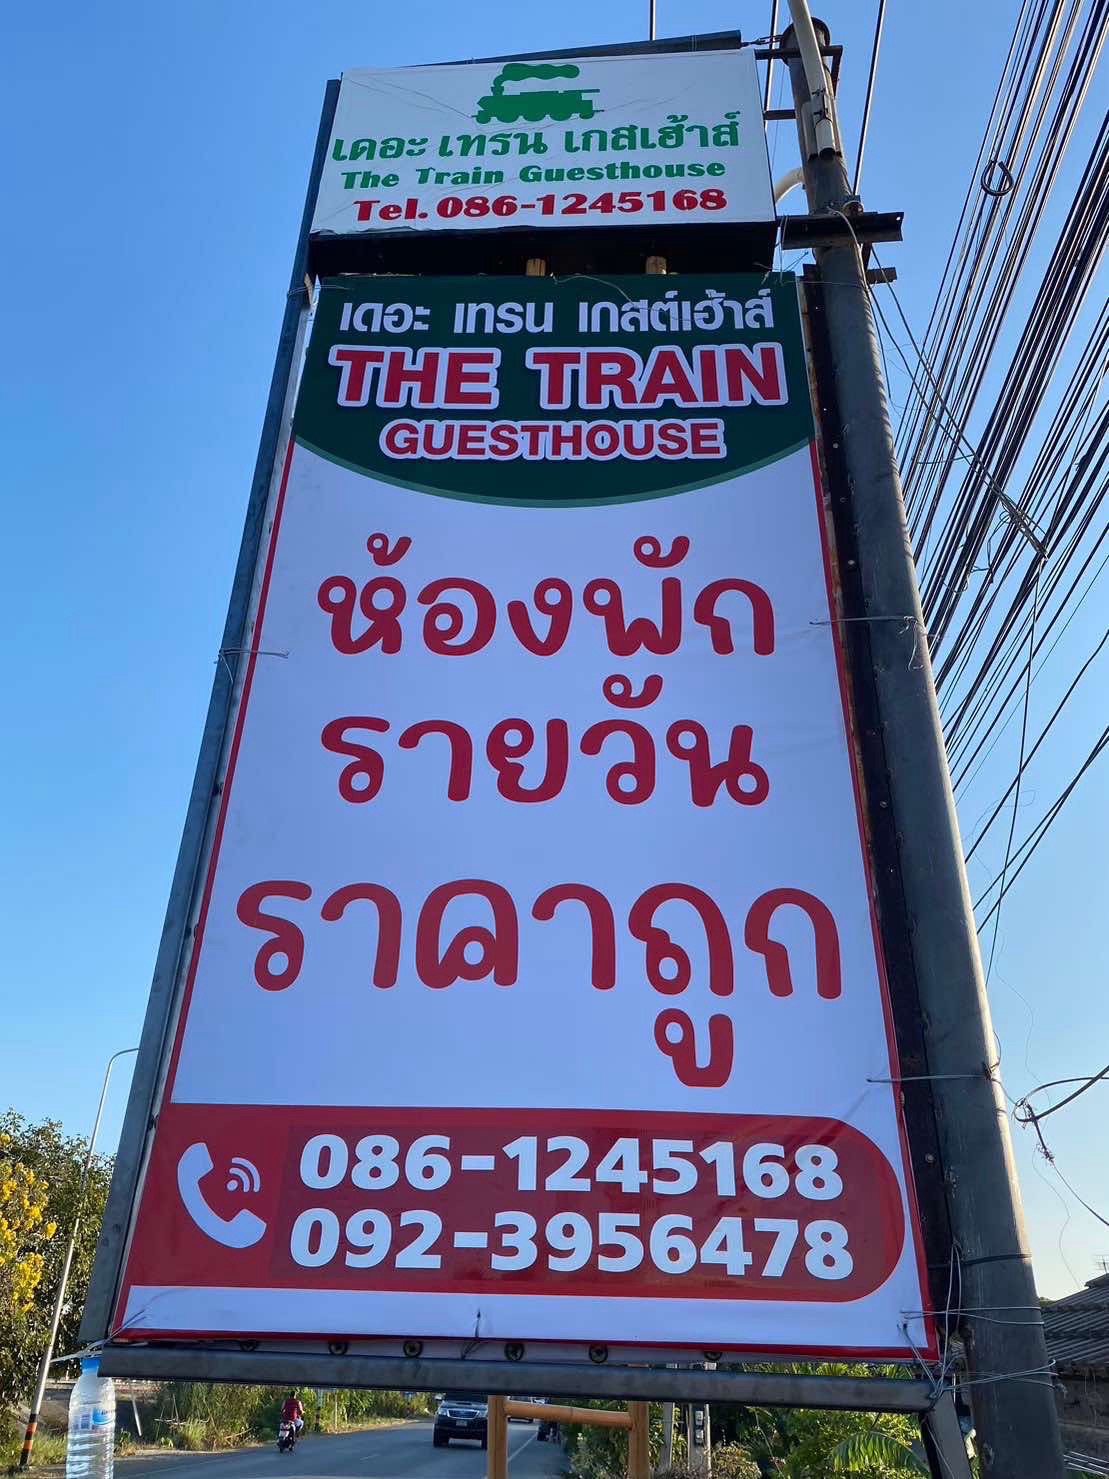 เดอะ เทรน เกสเฮ้าส์
The Train Guesthouse
Tel. 086-1245168
เดอะ เทรน เกสต์เฮ้าส์
THE TRAIN
GUESTHOUSE
ห้องพัก
รายวัน
ราคาถูก
086-1245168
092-3956478